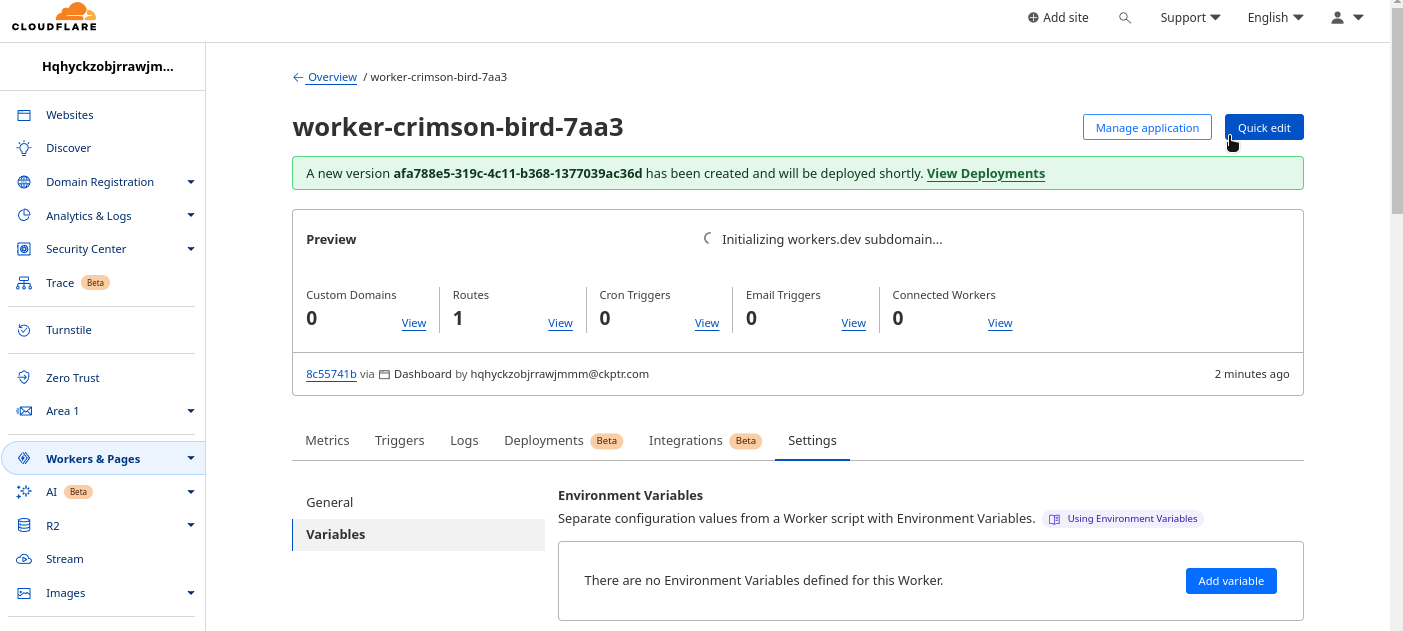 CLOUDFLARE
Add site
Support
English
Hqhyckzobjrrawjm...
Websites
Discover
Domain Registration
Analytics & Logs
Security Center
Trace Beta
Turnstile
Zero Trust
Area 1
Workers & Pages
AI Beta
R2
Stream
Images
← Overview / worker-crimson-bird-7aa3
worker-crimson-bird-7aa3
Manage application
Quick edit
A new version afa788e5-319c-4c11-b368-1377039ac36d has been created and will be deployed shortly. View Deployments
Preview
Initializing workers.dev subdomain...
Custom Domains
0 View
Routes
1 View
Cron Triggers
0 View
Email Triggers
0 View
Connected Workers
0 View
8c55741b via Dashboard by hqhyckzobjrrawjmmm@ckptr.com
2 minutes ago
Metrics Triggers Logs Deployments Beta Integrations Beta Settings
General
Variables
Environment Variables
Separate configuration values from a Worker script with Environment Variables. Using Environment Variables
There are no Environment Variables defined for this Worker.
Add variable